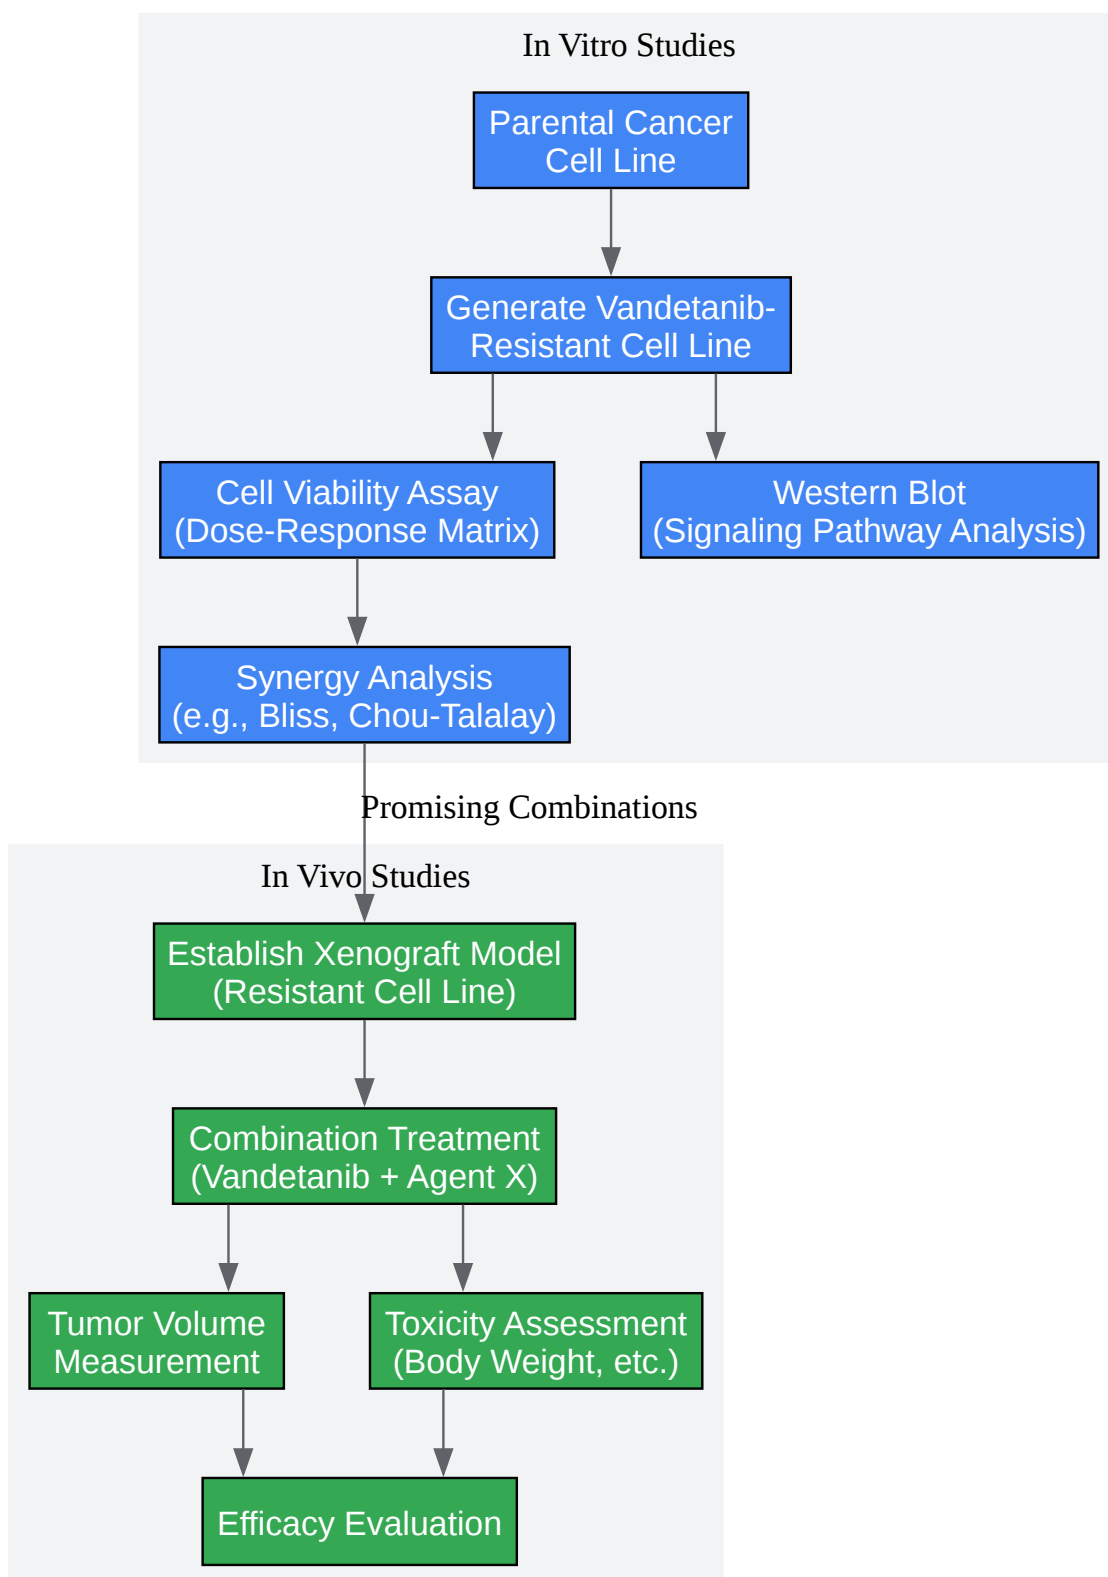 In Vitro Studies
Parental Cancer
Cell Line
Generate Vandetanib-
Resistant Cell Line
Cell Viability Assay
(Dose-Response Matrix)
Western Blot
(Signaling Pathway Analysis)
Synergy Analysis
(e.g., Bliss, Chou-Talalay)
Promising Combinations
In Vivo Studies
Establish Xenograft Model
(Resistant Cell Line)
Combination Treatment
(Vandetanib + Agent X)
Tumor Volume
Measurement
Toxicity Assessment
(Body Weight, etc.)
Efficacy Evaluation